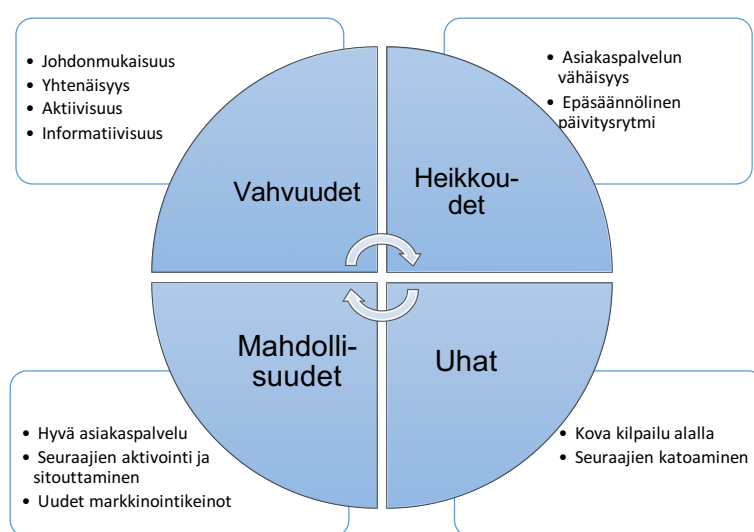 • Johdonmukaisuus
• Yhtenäisyys
• Aktiivisuus
• Informatiivisuus
• Asiakaspalvelun
vähäisyys
• Epäsäännölinen
päivitysrytmi
Vahvuudet
Heikkou-
det
Mahdolli-
suudet
Uhat
• Hyvä asiakaspalvelu
• Seuraajien aktivointi ja
sitouttaminen
• Uudet markkinointikeinot
• Kova kilpailu alalla
• Seuraajien katoaminen